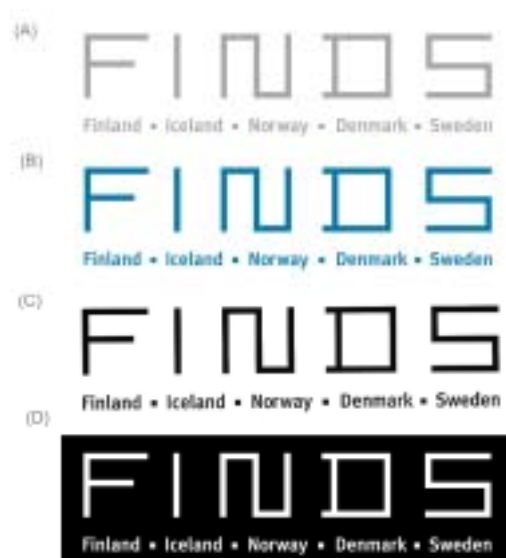 (A)
FINDS
Finland • Iceland • Norway • Denmark • Sweden
(B)
FINDS
Finland • Iceland • Norway • Denmark • Sweden
(C)
FINDS
Finland • Iceland • Norway • Denmark • Sweden
(D)
FINDS
Finland • Iceland • Norway • Denmark • Sweden